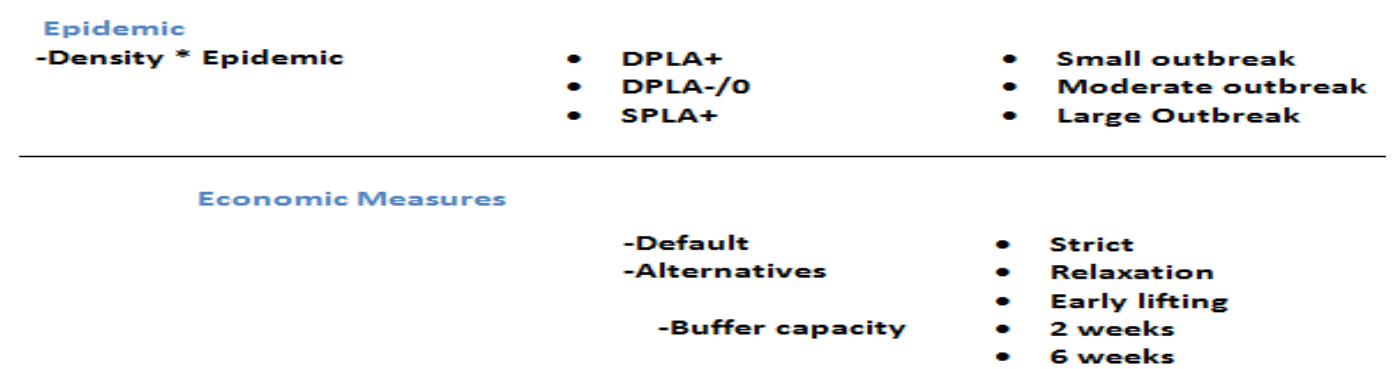 Epidemic
-Density * Epidemic • DPLA+ • Small outbreak
• DPLA-/0 • Moderate outbreak
• SPLA+ • Large Outbreak
Economic Measures
-Default • Strict
-Alternatives • Relaxation
• Early lifting
-Buffer capacity • 2 weeks
• 6 weeks